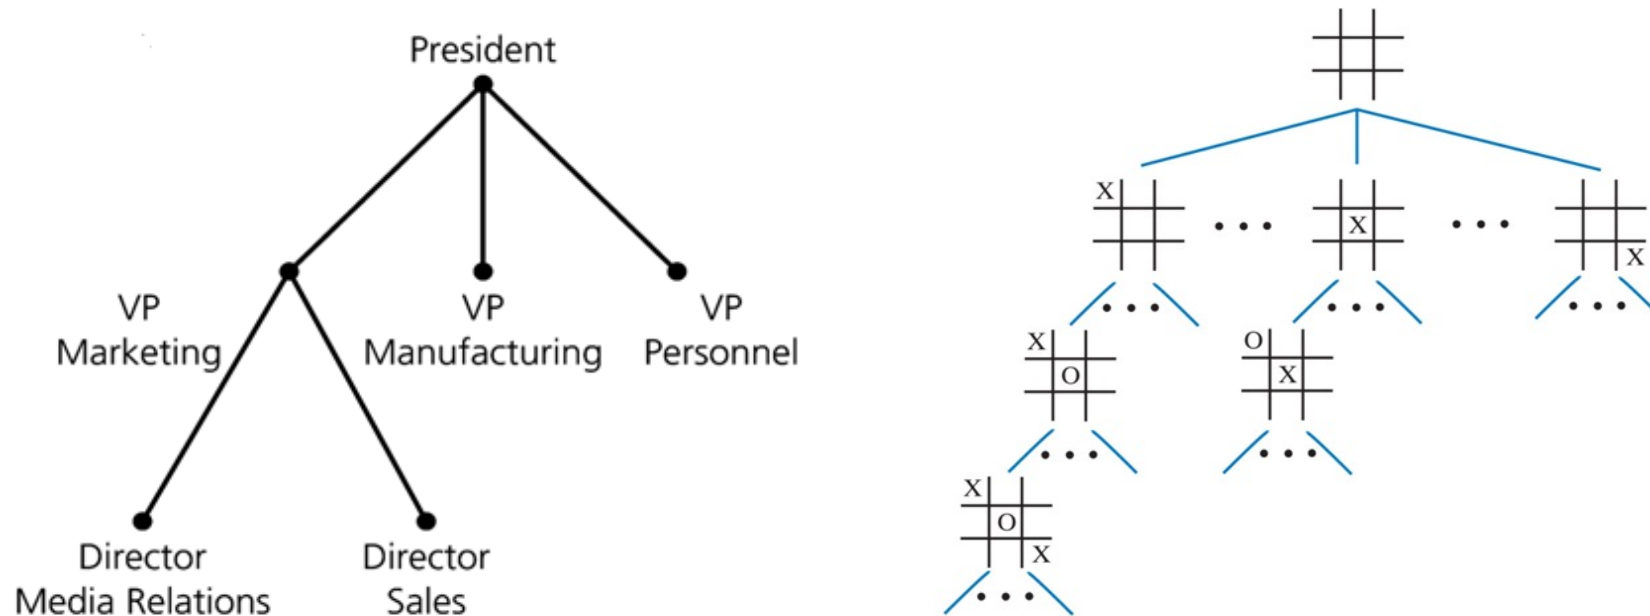 President
VP
Marketing
VP
Manufacturing
VP
Personnel
Director
Media Relations
Director
Sales
X
X
X
X
O
O
X
X
O
X